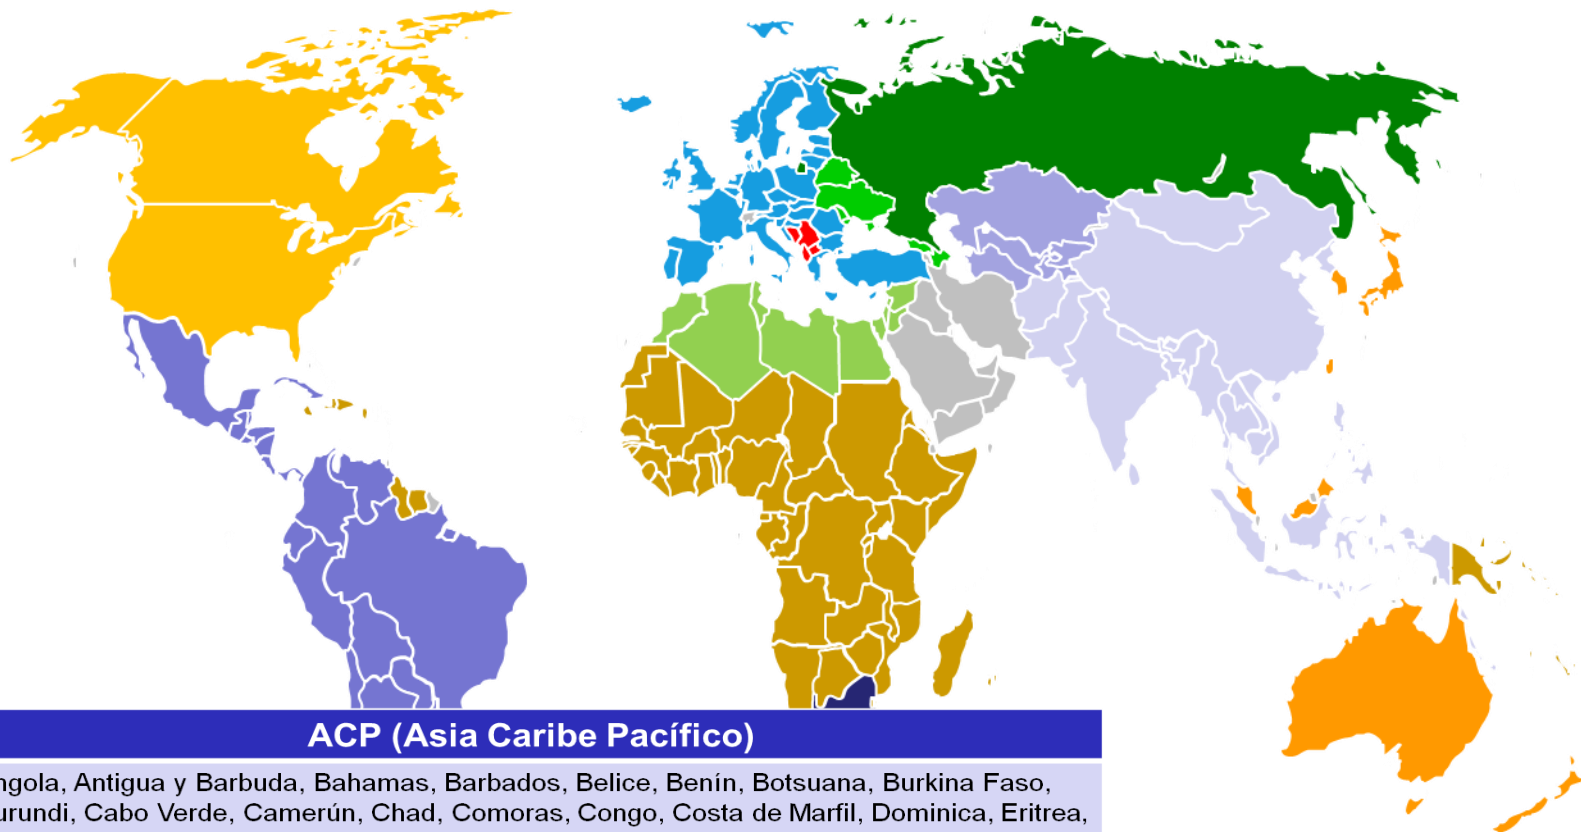 ACP (Asia Caribe Pacífico)
ngola, Antigua y Barbuda, Bahamas, Barbados, Belice, Benín, Botsuana, Burkina Faso,
urundi, Cabo Verde, Camerún, Chad, Comoras, Congo, Costa de Marfil, Dominica, Eritrea,